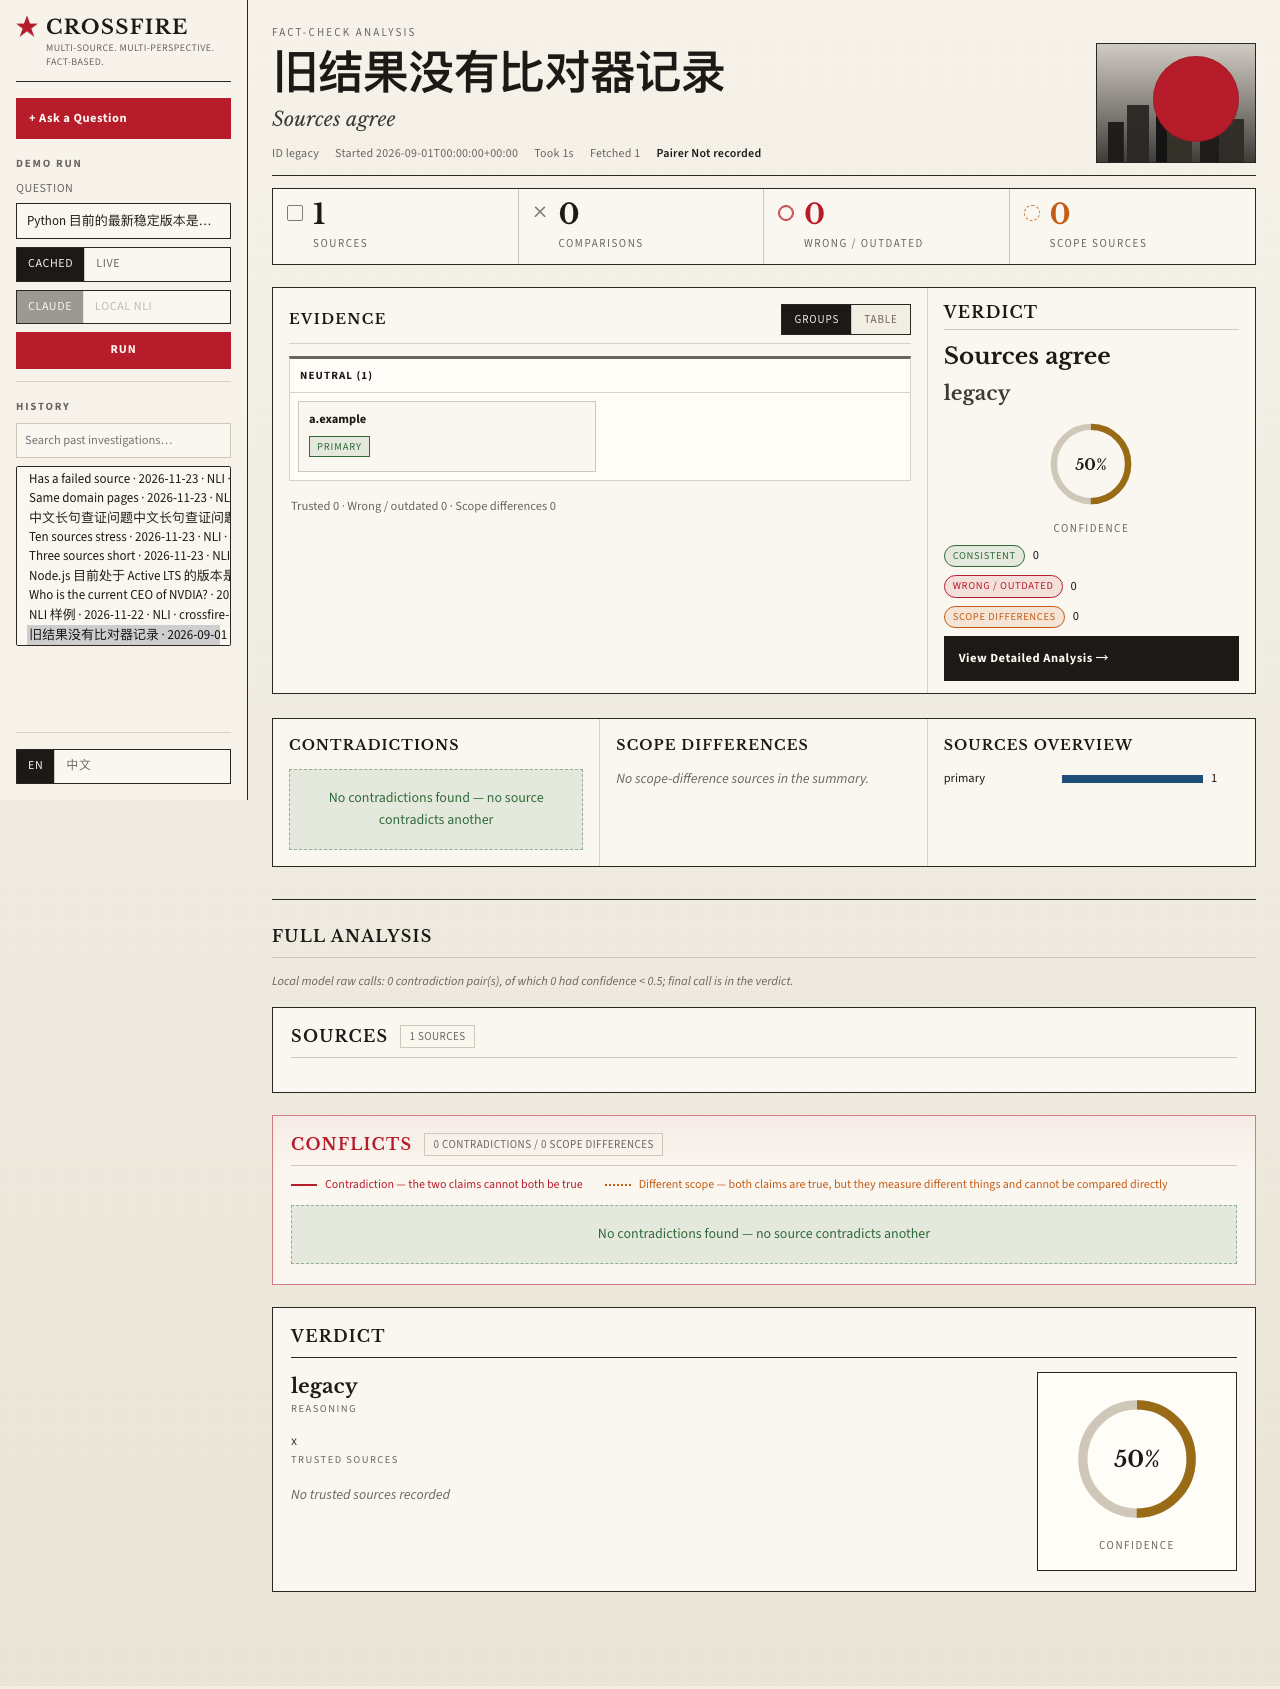 CROSSFIRE
MULTI-SOURCE. MULTI-PERSPECTIVE.
FACT-BASED.
+ Ask a Question
DEMO RUN
QUESTION
Python 目前的最新稳定版本是…
CACHED LIVE
CLAUDE LOCAL NLI
RUN
HISTORY
Search past investigations…
Has a failed source · 2026-11-23 · NLI ·
Same domain pages · 2026-11-23 · NL
中文长句查证问题中文长句查证问题
Ten sources stress · 2026-11-23 · NLI ·
Three sources short · 2026-11-23 · NLI
Node.js 目前处于 Active LTS 的版本是
Who is the current CEO of NVDIA? · 20
NLI 样例 · 2026-11-22 · NLI · crossfire-
旧结果没有比对器记录 · 2026-09-01
EN 中文
FACT-CHECK ANALYSIS
旧结果没有比对器记录
Sources agree
ID legacy Started 2026-09-01T00:00:00+00:00 Took 1s Fetched 1 Pairer Not recorded
1 SOURCES
0 COMPARISONS
0 WRONG / OUTDATED
0 SCOPE SOURCES
EVIDENCE
GROUPS TABLE
NEUTRAL (1)
a.example
PRIMARY
Trusted 0 · Wrong / outdated 0 · Scope differences 0
VERDICT
Sources agree
legacy
50%
CONFIDENCE
CONSISTENT 0
WRONG / OUTDATED 0
SCOPE DIFFERENCES 0
View Detailed Analysis →
CONTRADICTIONS
No contradictions found — no source
contradicts another
SCOPE DIFFERENCES
No scope-difference sources in the summary.
SOURCES OVERVIEW
primary 1
FULL ANALYSIS
Local model raw calls: 0 contradiction pair(s), of which 0 had confidence < 0.5; final call is in the verdict.
SOURCES 1 SOURCES
CONFLICTS 0 CONTRADICTIONS / 0 SCOPE DIFFERENCES
Contradiction — the two claims cannot both be true Different scope — both claims are true, but they measure different things and cannot be compared directly
No contradictions found — no source contradicts another
VERDICT
legacy
REASONING
x
TRUSTED SOURCES
No trusted sources recorded
50%
CONFIDENCE